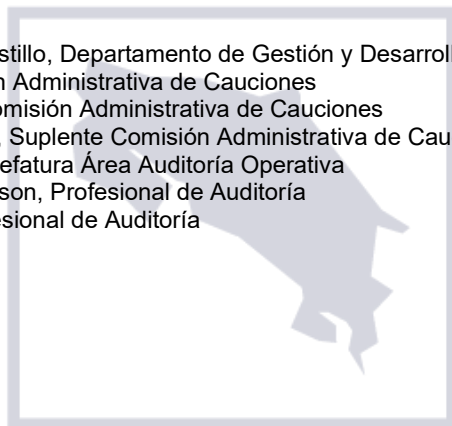 stillo, Departamento de Gestión y Desarroll
n Administrativa de Cauciones
omisión Administrativa de Cauciones
, Suplente Comisión Administrativa de Cau
efatura Área Auditoría Operativa
son, Profesional de Auditoría
esional de Auditoría